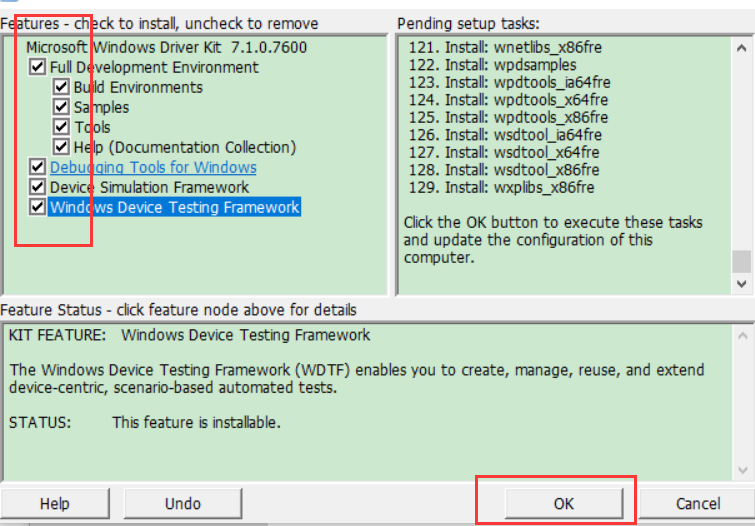 Features - check to install, uncheck to remove
Microsoft Windows Driver Kit 7.1.0.7600
Full Development Environment
Build Environments
Samples
Tools
Help (Documentation Collection)
Debugging Tools for Windows
Device Simulation Framework
Windows Device Testing Framework
Pending setup tasks:
121. Install: wnetlibs_x86fre
122. Install: wpdsamples
123. Install: wpdtools_ia64fre
124. Install: wpdtools_x64fre
125. Install: wpdtools_x86fre
126. Install: wsdtool_ia64fre
127. Install: wsdtool_x64fre
128. Install: wsdtool_x86fre
129. Install: wxplibs_x86fre
Click the OK button to execute these tasks
and update the configuration of this
computer.
Feature Status - click feature node above for details
KIT FEATURE: Windows Device Testing Framework
The Windows Device Testing Framework (WDTF) enables you to create, manage, reuse, and extend
device-centric, scenario-based automated tests.
STATUS: This feature is installable.
Help Undo OK Cancel